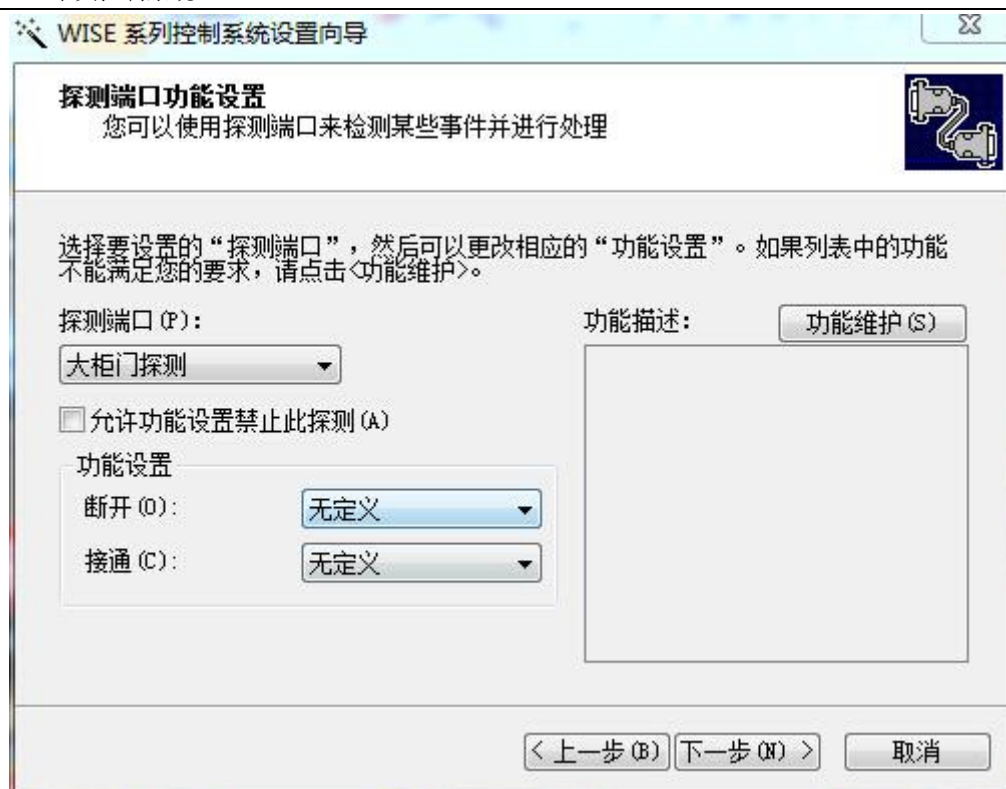 WISE 系列控制系统设置向导
探测端口功能设置
您可以使用探测端口来检测某些事件并进行处理
选择要设置的“探测端口”，然后可以更改相应的“功能设置”。如果列表中的功能
不能满足您的要求，请点击<功能维护>。
探测端口(P):
功能描述:
功能维护(S)
大柜门探测
允许功能设置禁止此探测(A)
功能设置
断开(O):
无定义
接通(C):
无定义
< 上一步(B)
下一步(N) >
取消